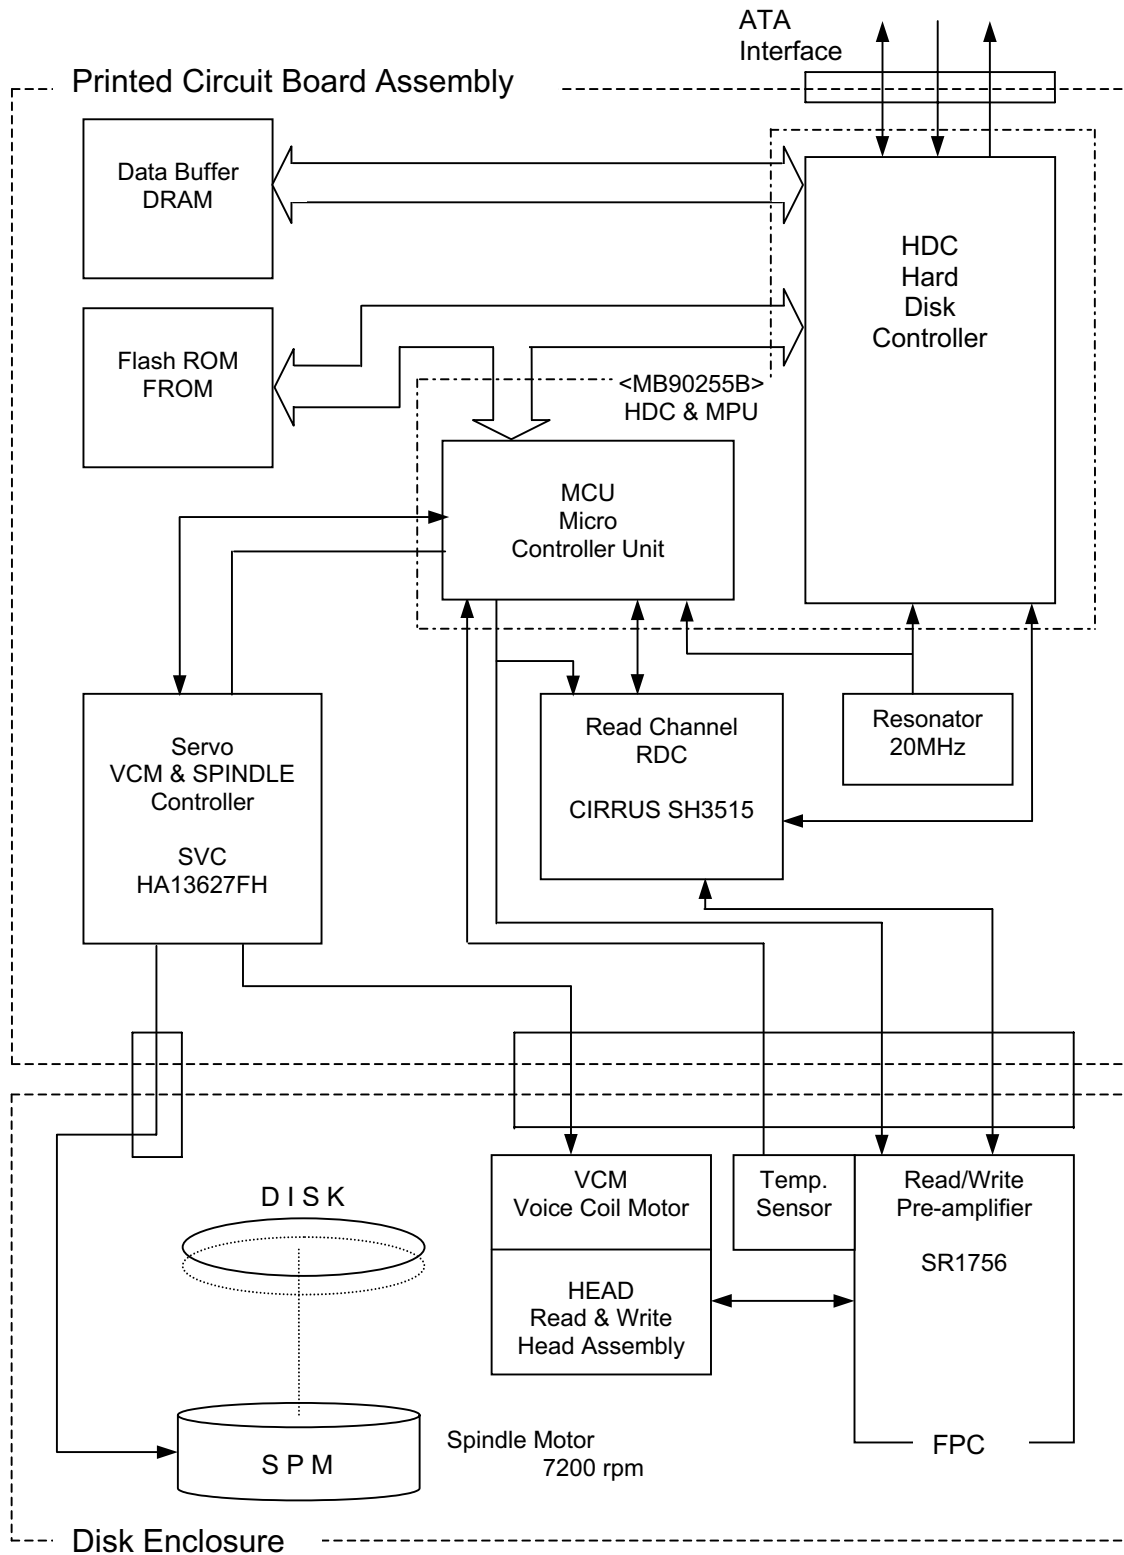 ATA
Interface
Printed Circuit Board Assembly
Data Buffer
DRAM
HDC
Hard
Disk
Controller
Flash ROM
FROM
<MB90255B>
HDC & MPU
MCU
Micro
Controller Unit
Servo
VCM & SPINDLE
Controller
SVC
HA13627FH
Read Channel
RDC
CIRRUS SH3515
Resonator
20MHz
VCM
Voice Coil Motor
Temp.
Sensor
Read/Write
Pre-amplifier
SR1756
DISK
HEAD
Read & Write
Head Assembly
SPM
Spindle Motor
7200 rpm
FPC
Disk Enclosure